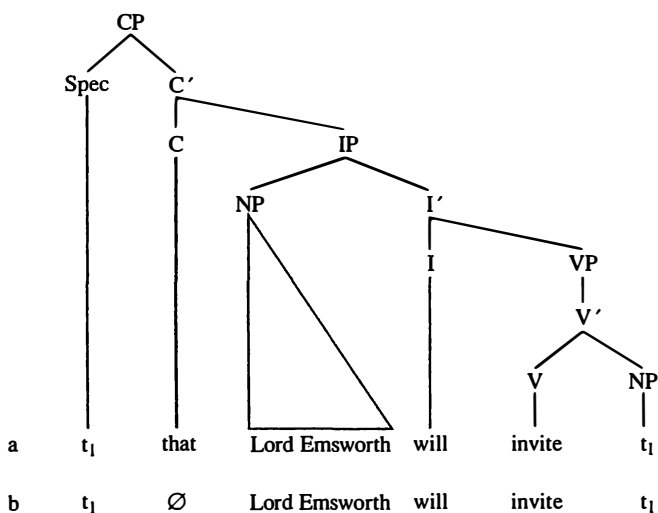 CP
Spec C′
C IP
NP I′
I VP
V′
V NP
a t₁ that Lord Emsworth will invite t₁
b t₁ ∅ Lord Emsworth will invite t₁